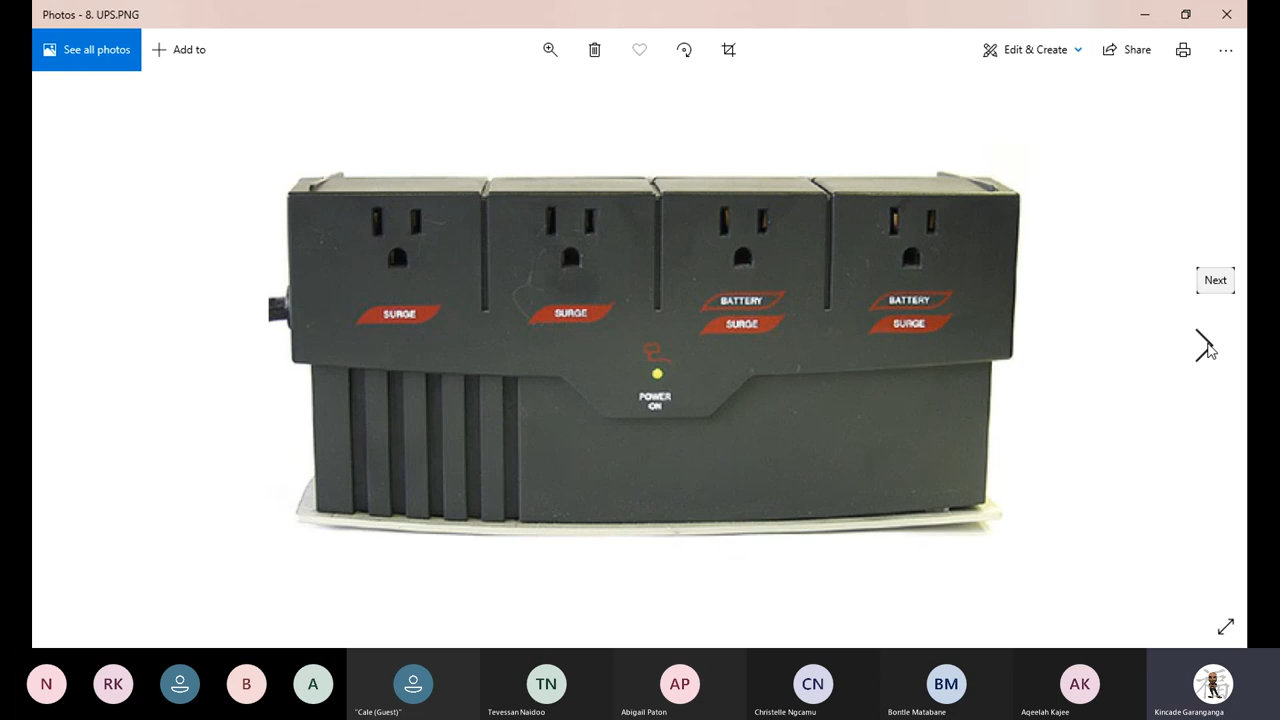 Photos - 8. UPS.PNG
See all photos
Add to
Edit & Create
Share
SURGE
SURGE
BATTERY
SURGE
BATTERY
SURGE
POWER
ON
Next
N
RK
B
A
TN
AP
CN
BM
AK
福
"Cale (Guest)"
Tevessan Naidoo
Abigail Paton
Christelle Ngcamu
Bontle Matabane
Aqeelah Kajee
Kincade Garanganga